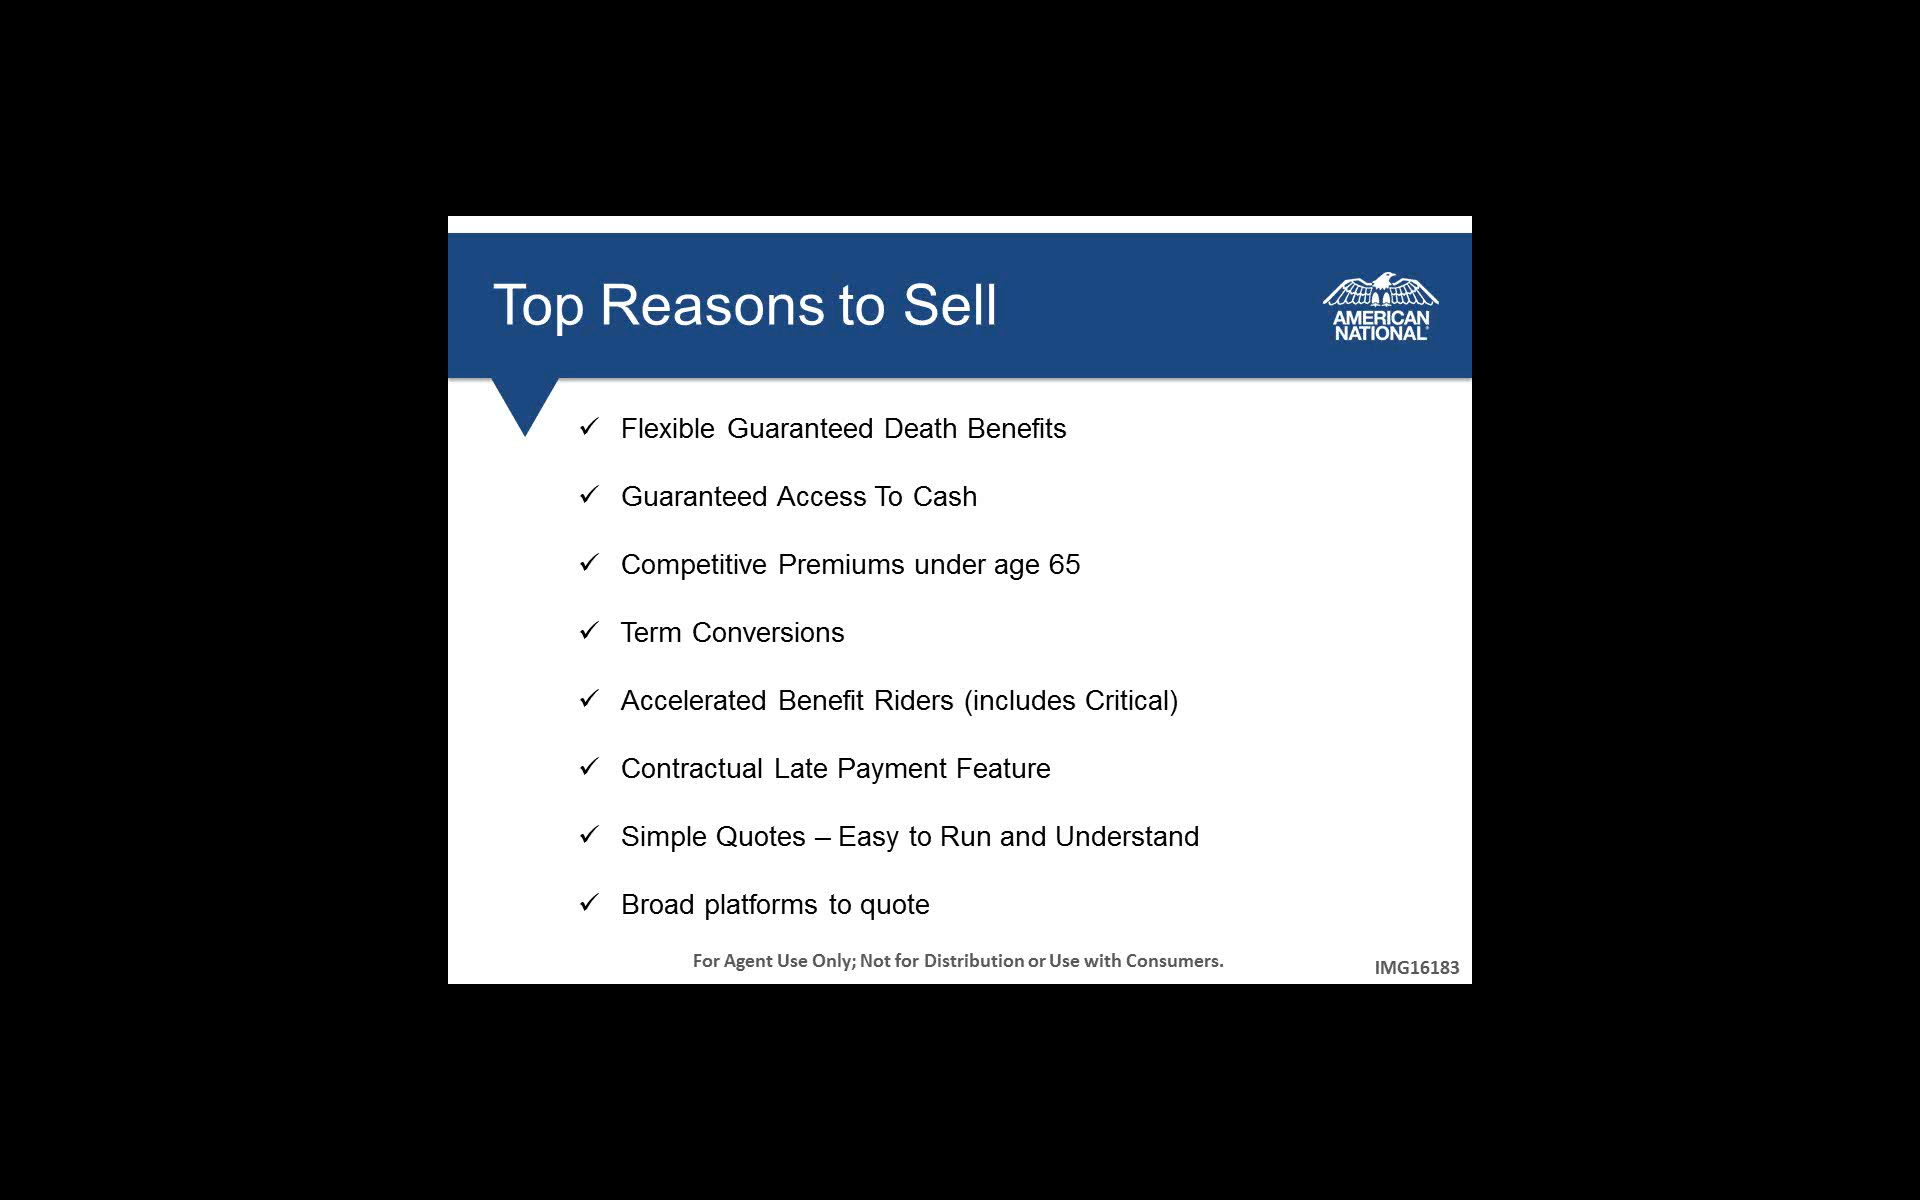 Top Reasons to Sell
AMERICAN
NATIONAL
✓ Flexible Guaranteed Death Benefits
✓ Guaranteed Access To Cash
✓ Competitive Premiums under age 65
✓ Term Conversions
✓ Accelerated Benefit Riders (includes Critical)
✓ Contractual Late Payment Feature
✓ Simple Quotes – Easy to Run and Understand
✓ Broad platforms to quote
For Agent Use Only; Not for Distribution or Use with Consumers.
IMG16183